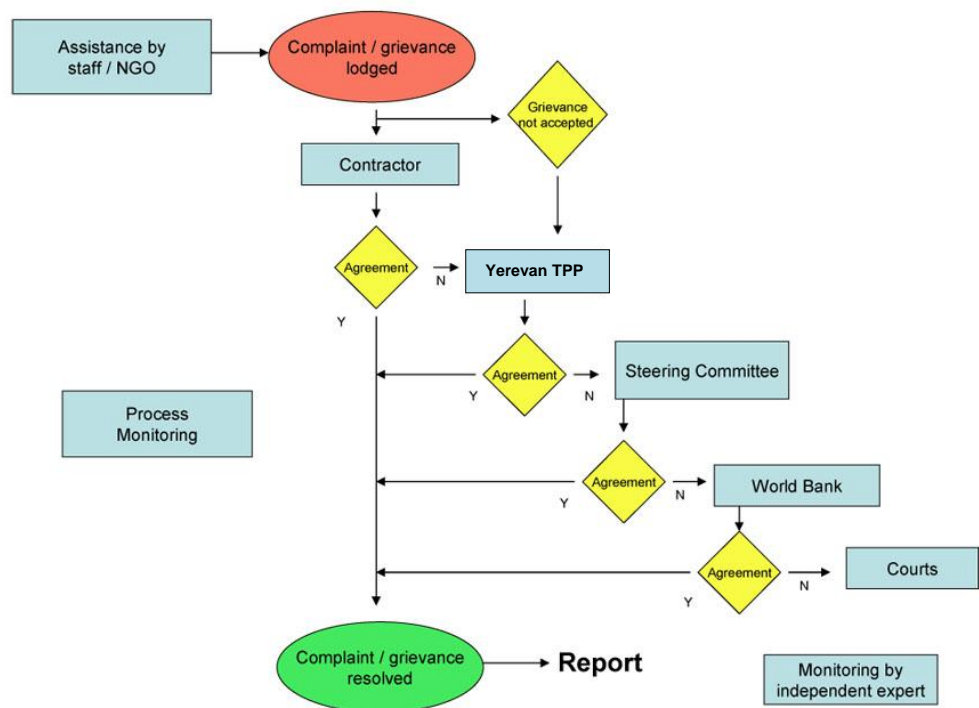 Assistance by
staff / NGO
Complaint / grievance
lodged
Grievance
not accepted
Contractor
Agreement
N
Yerevan TPP
Y
Agreement
Y
N
Steering Committee
Process
Monitoring
Agreement
Y
N
World Bank
Agreement
Y
N
Courts
Complaint / grievance
resolved
Report
Monitoring by
independent expert